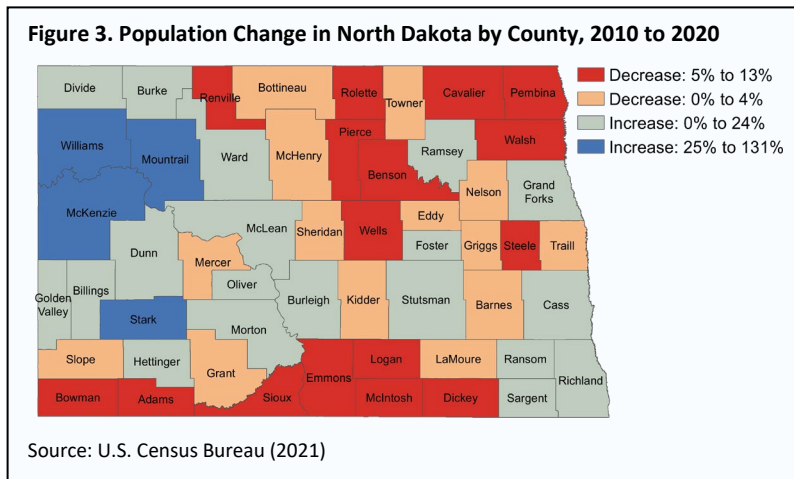 Figure 3. Population Change in North Dakota by County, 2010 to 2020
Decrease: 5% to 13%
Decrease: 0% to 4%
Increase: 0% to 24%
Increase: 25% to 131%
Divide
Burke
Renville
Bottineau
Rolette
Towner
Cavalier
Pembina
Williams
Mountrail
Ward
McHenry
Pierce
Benson
Ramsey
Walsh
Nelson
Grand
Forks
McKenzie
Dunn
McLean
Sheridan
Wells
Eddy
Foster
Griggs
Steele
Traill
Mercer
Oliver
Golden
Valley
Billings
Stark
Morton
Burleigh
Kidder
Stutsman
Barnes
Cass
Slope
Hettinger
Grant
Emmons
Logan
LaMoure
Ransom
Richland
Bowman
Adams
Sioux
McIntosh
Dickey
Sargent
Source: U.S. Census Bureau (2021)